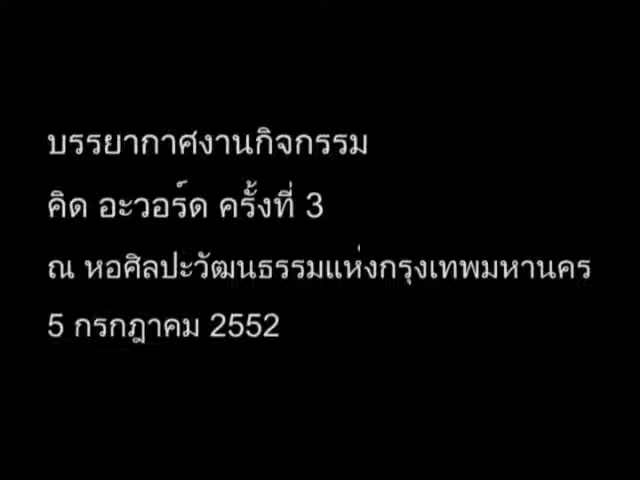 บรรยากาศงานกิจกรรม
คิด อะวอร์ด ครั้งที่ 3
ณ หอศิลปะวัฒนธรรมแห่งกรุงเทพมหานคร
5 กรกฎาคม 2552